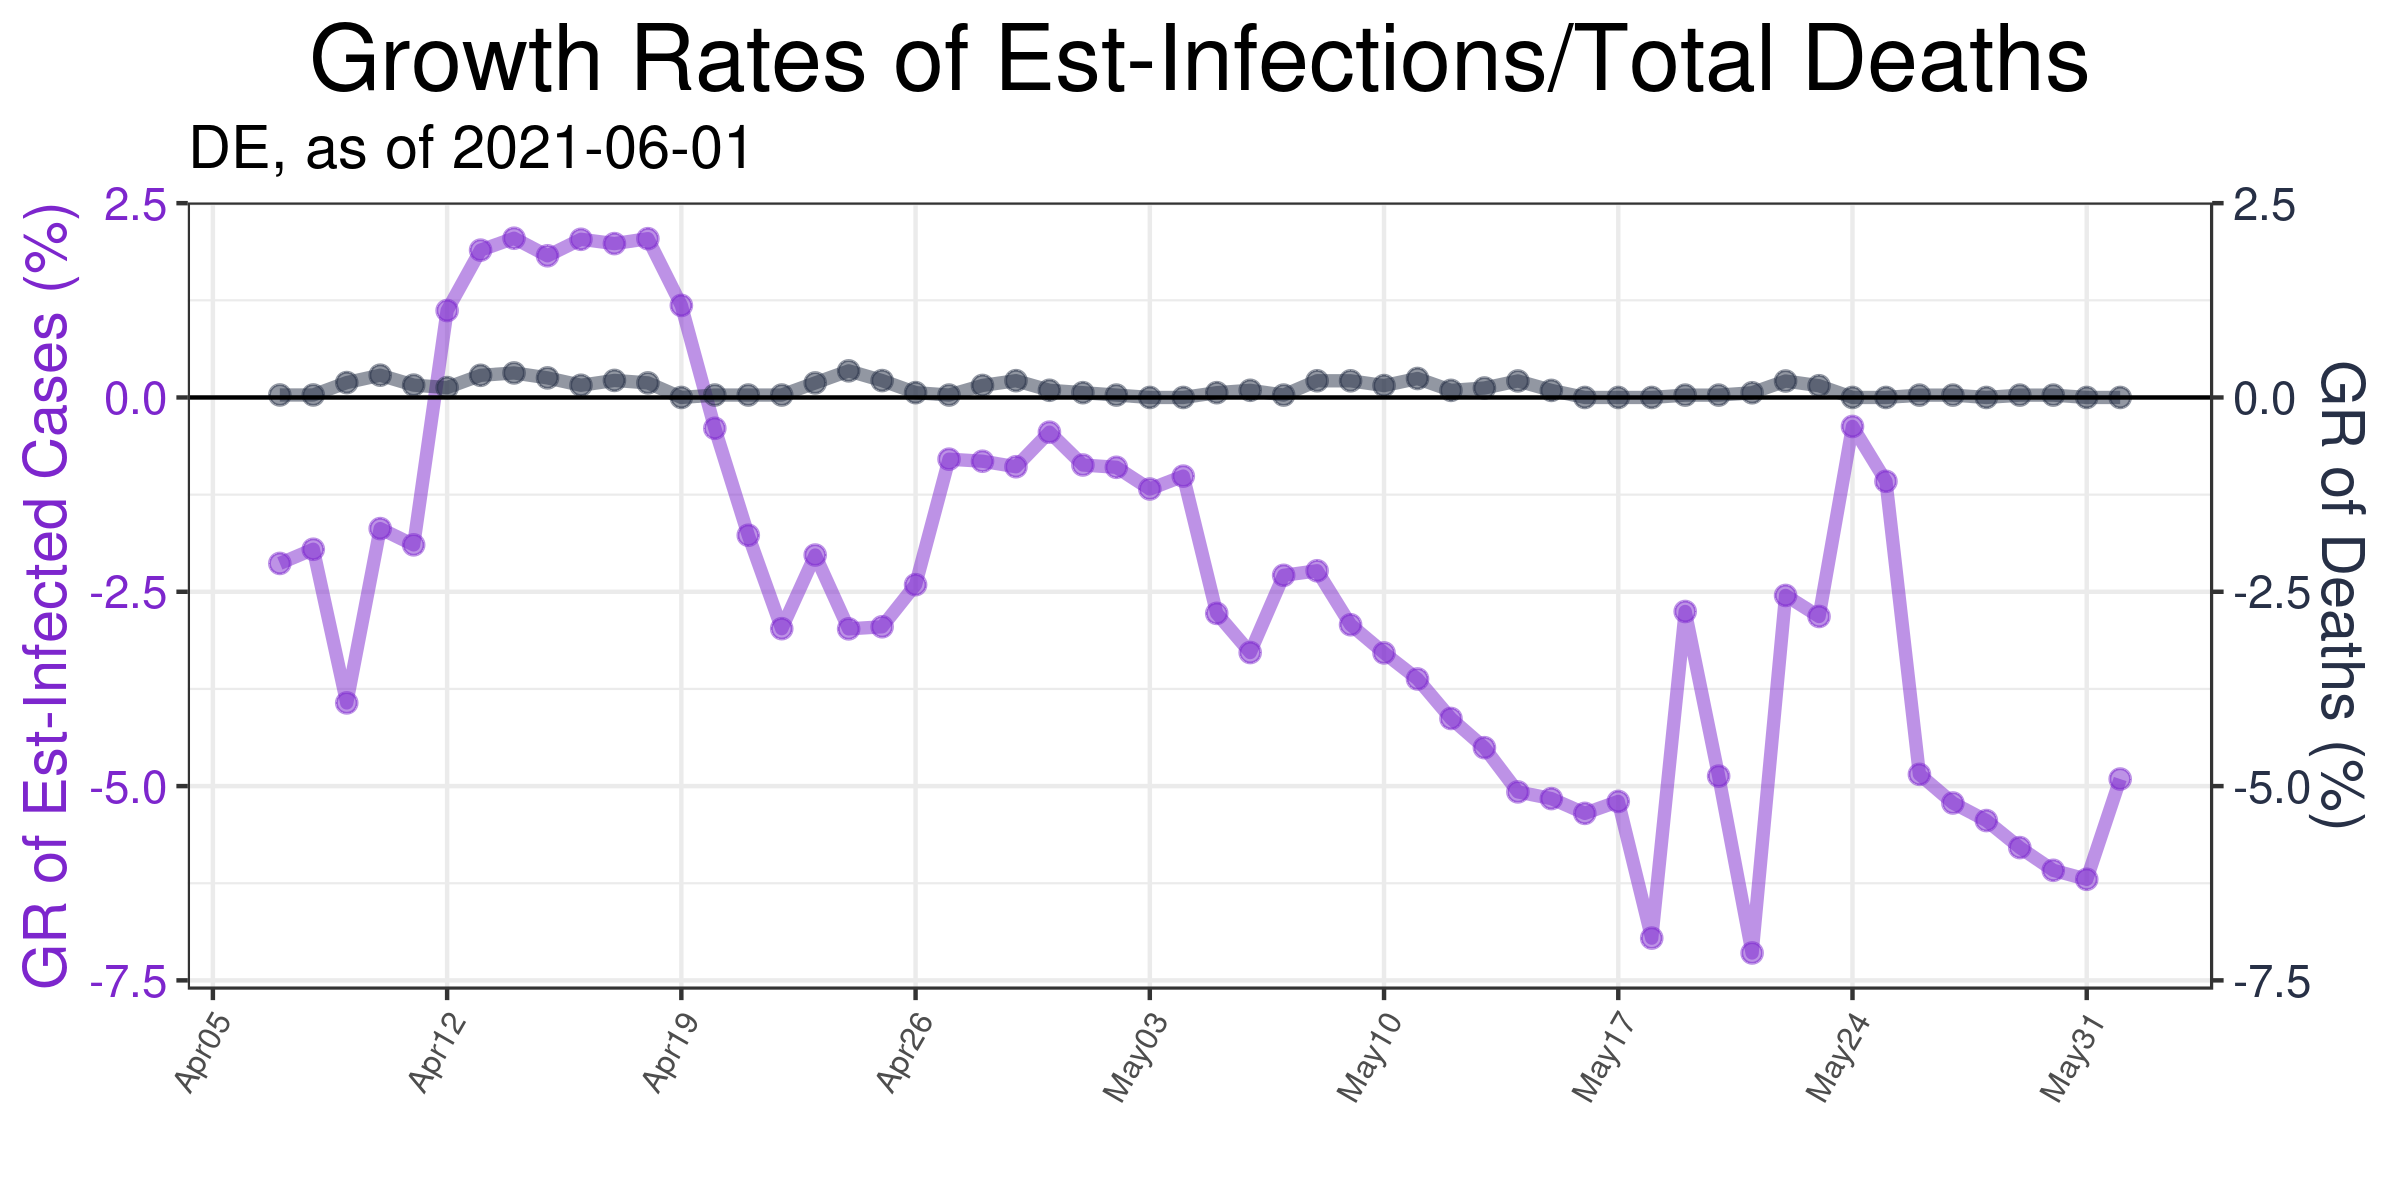 Growth Rates of Est-Infections/Total Deaths
DE, as of 2021-06-01
GR of Est-Infected Cases (%)
2.5
0.0
-2.5
-5.0
-7.5
2.5
0.0
-2.5
-5.0
-7.5
GR of Deaths (%)
Apr05
Apr12
Apr19
Apr26
May03
May10
May17
May24
May31